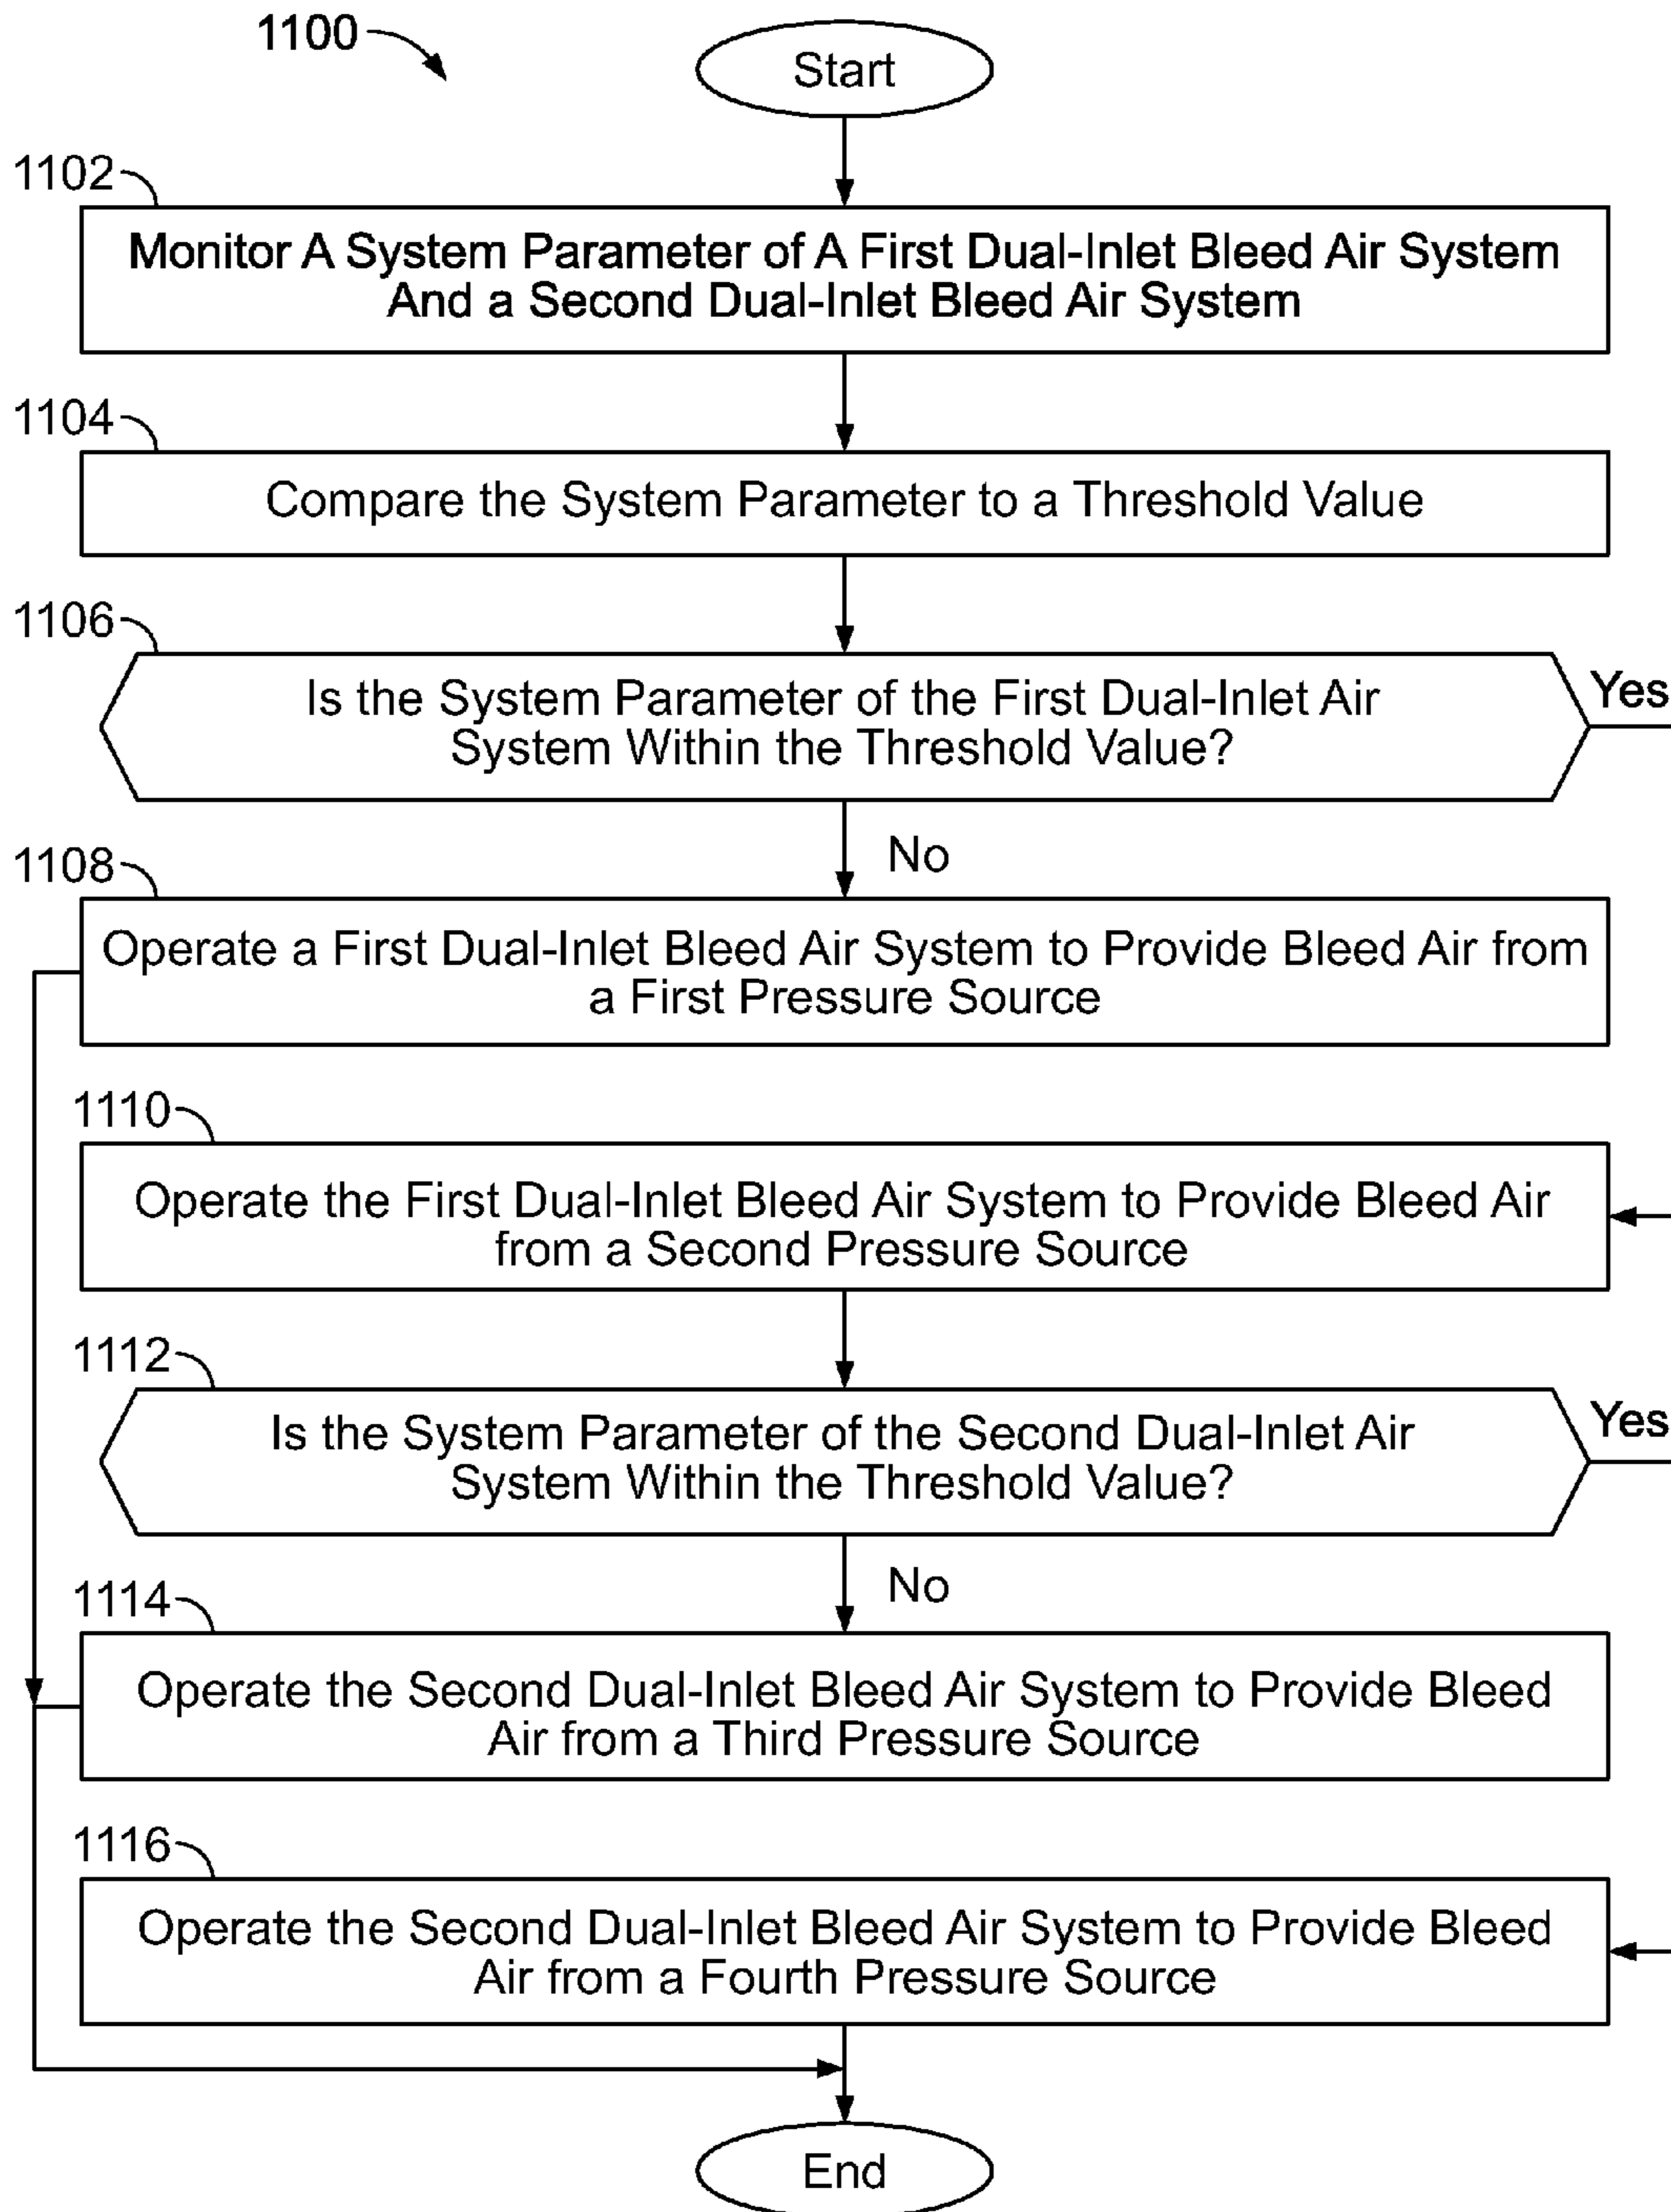 1100
Start
1102
Monitor A System Parameter of A First Dual-Inlet Bleed Air System
And a Second Dual-Inlet Bleed Air System
1104
Compare the System Parameter to a Threshold Value
1106
Is the System Parameter of the First Dual-Inlet Air
System Within the Threshold Value?
Yes
No
1108
Operate a First Dual-Inlet Bleed Air System to Provide Bleed Air from
a First Pressure Source
1110
Operate the First Dual-Inlet Bleed Air System to Provide Bleed Air
from a Second Pressure Source
1112
Is the System Parameter of the Second Dual-Inlet Air
System Within the Threshold Value?
Yes
No
1114
Operate the Second Dual-Inlet Bleed Air System to Provide Bleed
Air from a Third Pressure Source
1116
Operate the Second Dual-Inlet Bleed Air System to Provide Bleed
Air from a Fourth Pressure Source
End